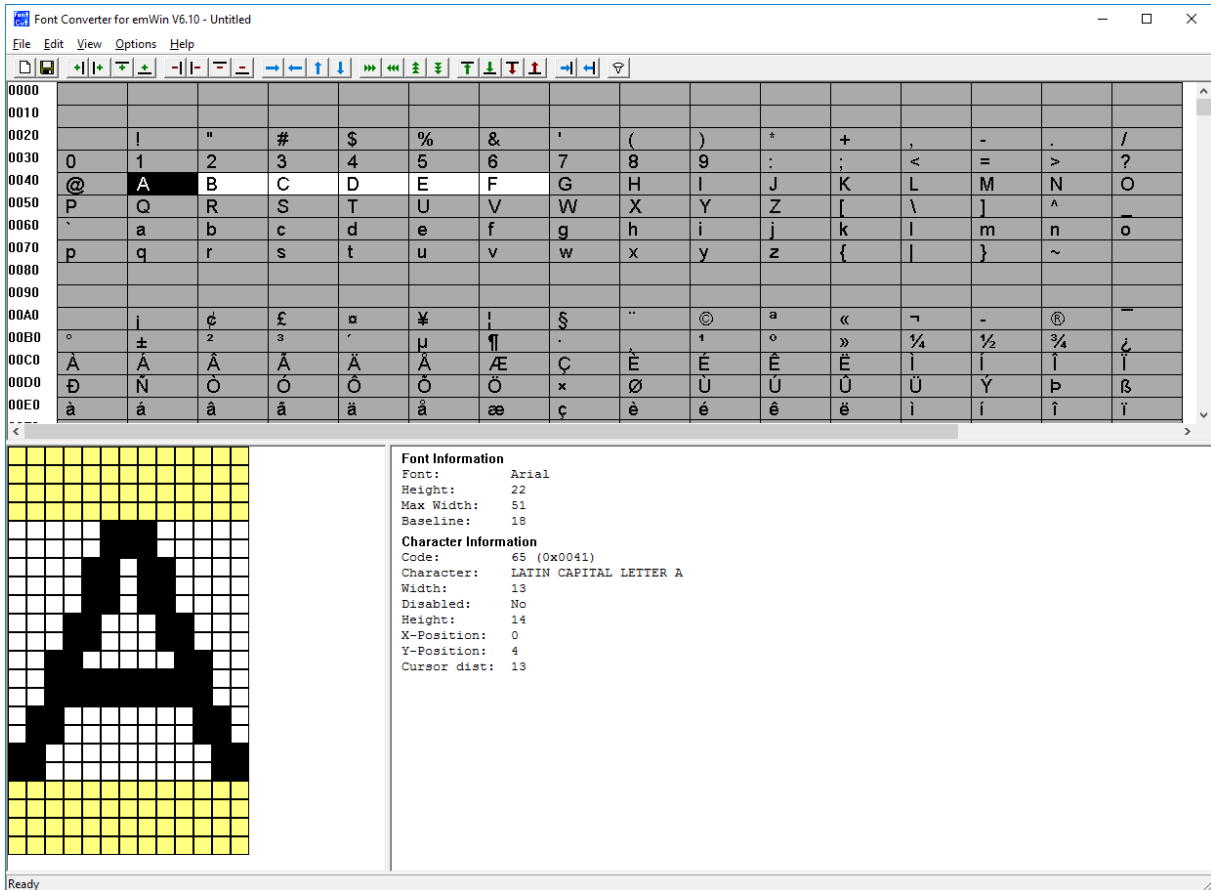 Font Cvt Font Converter for emWin V6.10 - Untitled
File Edit View Options Help
0000
0010
0020 ! " # $ % & ' ( ) * + , - . /
0030 0 1 2 3 4 5 6 7 8 9 : ; < = > ?
0040 @ A B C D E F G H I J K L M N O
0050 P Q R S T U V W X Y Z [ \ ] ^ _
0060 ` a b c d e f g h i j k l m n o
0070 p q r s t u v w x y z { | } ~
0080
0090
00A0 ¡ ¢ £ ¤ ¥ ¦ § ¨ © ª « ¬ - ® ¯
00B0 ° ± ² ³ ´ µ ¶ · ¸ ¹ º » ¼ ½ ¾ ¿
00C0 À Á Â Ã Ä Å Æ Ç È É Ê Ë Ì Í Î Ï
00D0 Ð Ñ Ò Ó Ô Õ Ö × Ø Ù Ú Û Ü Ý Þ ß
00E0 à á â ã ä å æ ç è é ê ë ì í î ï
Font Information
Font: Arial
Height: 22
Max Width: 51
Baseline: 18
Character Information
Code: 65 (0x0041)
Character: LATIN CAPITAL LETTER A
Width: 13
Disabled: No
Height: 14
X-Position: 0
Y-Position: 4
Cursor dist: 13
Ready